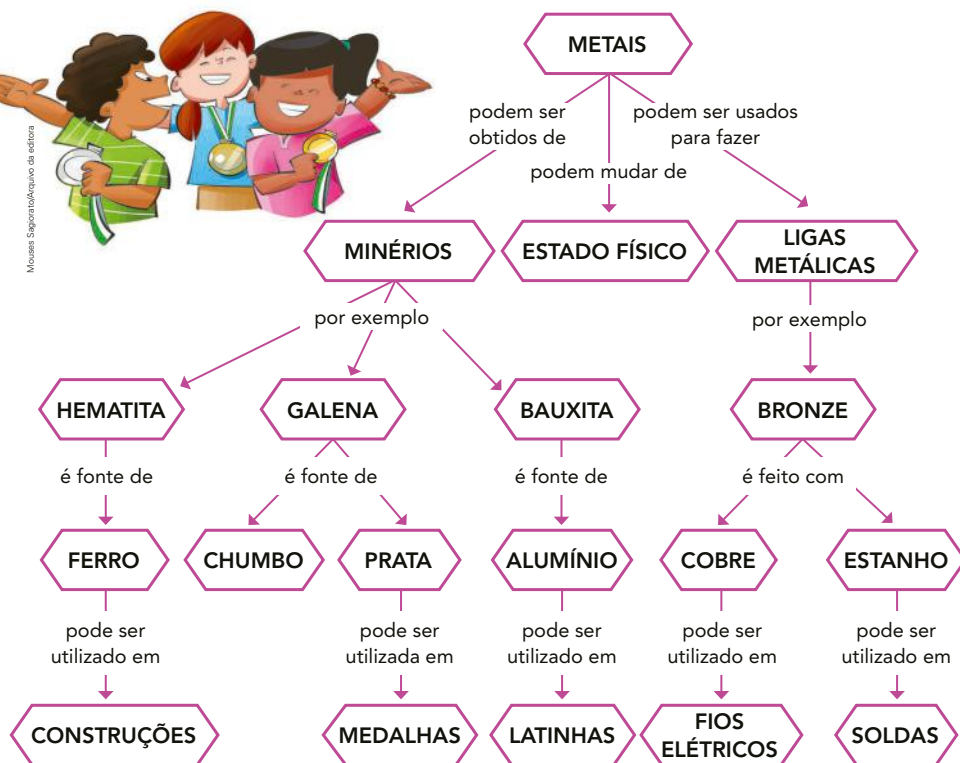 METAIS
podem ser
obtidos de
podem ser usados
para fazer
podem mudar de
Mouses Sagiorato/Arquivo da editora
MINÉRIOS
ESTADO FÍSICO
LIGAS
METÁLICAS
por exemplo
por exemplo
HEMATITA
GALENA
BAUXITA
BRONZE
é fonte de
é fonte de
é fonte de
é feito com
FERRO
CHUMBO
PRATA
ALUMÍNIO
COBRE
ESTANHO
pode ser
utilizado em
pode ser
utilizada em
pode ser
utilizado em
pode ser
utilizado em
pode ser
utilizado em
CONSTRUÇÕES
MEDALHAS
LATINHAS
FIOS
ELÉTRICOS
SOLDAS